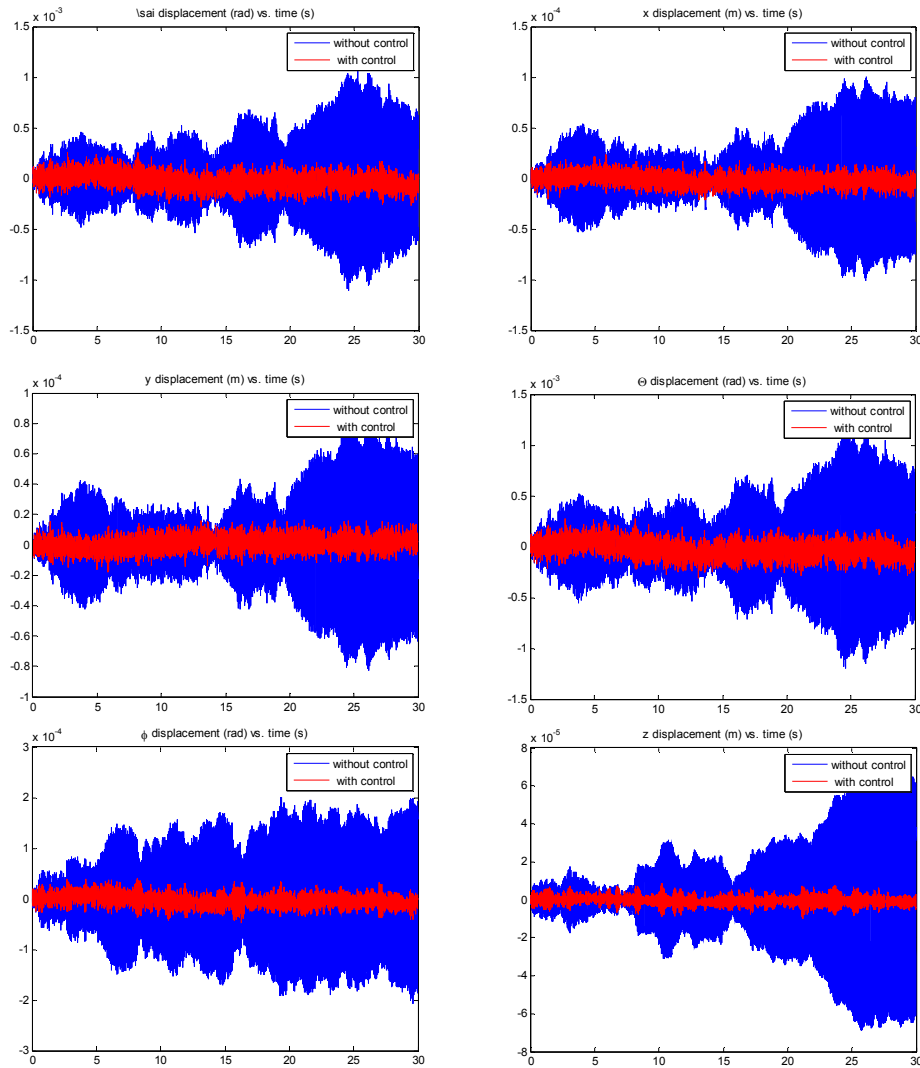 \sai displacement (rad) vs. time (s)
x 10^-3
1.5
1
0.5
0
-0.5
-1
-1.5
0 5 10 15 20 25 30
without control
with control
x displacement (m) vs. time (s)
x 10^-4
1.5
1
0.5
0
-0.5
-1
-1.5
0 5 10 15 20 25 30
without control
with control
y displacement (m) vs. time (s)
x 10^-4
1
0.8
0.6
0.4
0.2
0
-0.2
-0.4
-0.6
-0.8
-1
0 5 10 15 20 25 30
without control
with control
Θ displacement (rad) vs. time (s)
x 10^-3
1.5
1
0.5
0
-0.5
-1
-1.5
0 5 10 15 20 25 30
without control
with control
ϕ displacement (rad) vs. time (s)
x 10^-4
3
2
1
0
-1
-2
-3
0 5 10 15 20 25 30
without control
with control
z displacement (m) vs. time (s)
x 10^-5
8
6
4
2
0
-2
-4
-6
-8
0 5 10 15 20 25 30
without control
with control